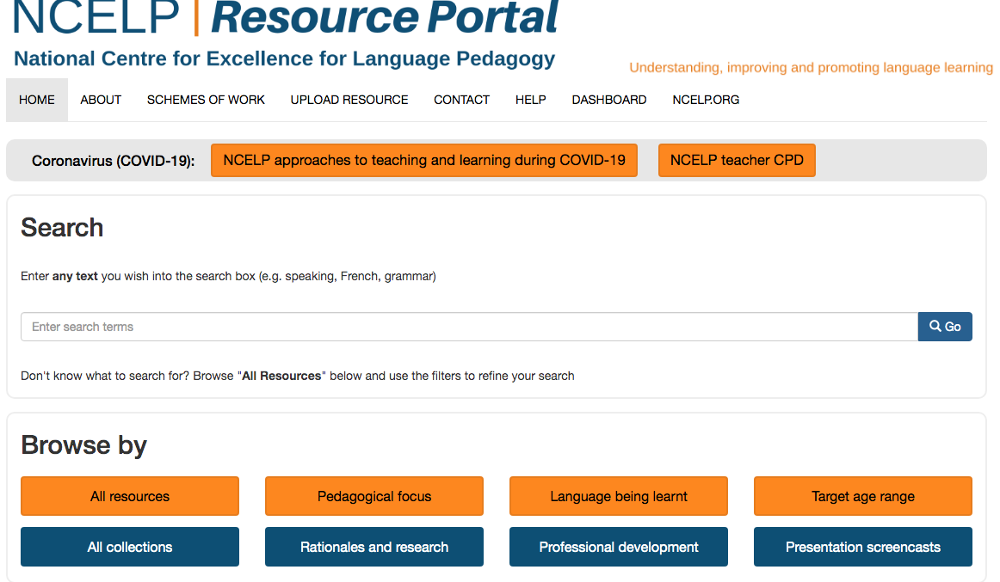 NCELP | Resource Portal
National Centre for Excellence for Language Pedagogy
Understanding, improving and promoting language learning
HOME ABOUT SCHEMES OF WORK UPLOAD RESOURCE CONTACT HELP DASHBOARD NCELP.ORG
Coronavirus (COVID-19): NCELP approaches to teaching and learning during COVID-19 NCELP teacher CPD
Search
Enter any text you wish into the search box (e.g. speaking, French, grammar)
Enter search terms Go
Don't know what to search for? Browse "All Resources" below and use the filters to refine your search
Browse by
All resources Pedagogical focus Language being learnt Target age range
All collections Rationales and research Professional development Presentation screencasts